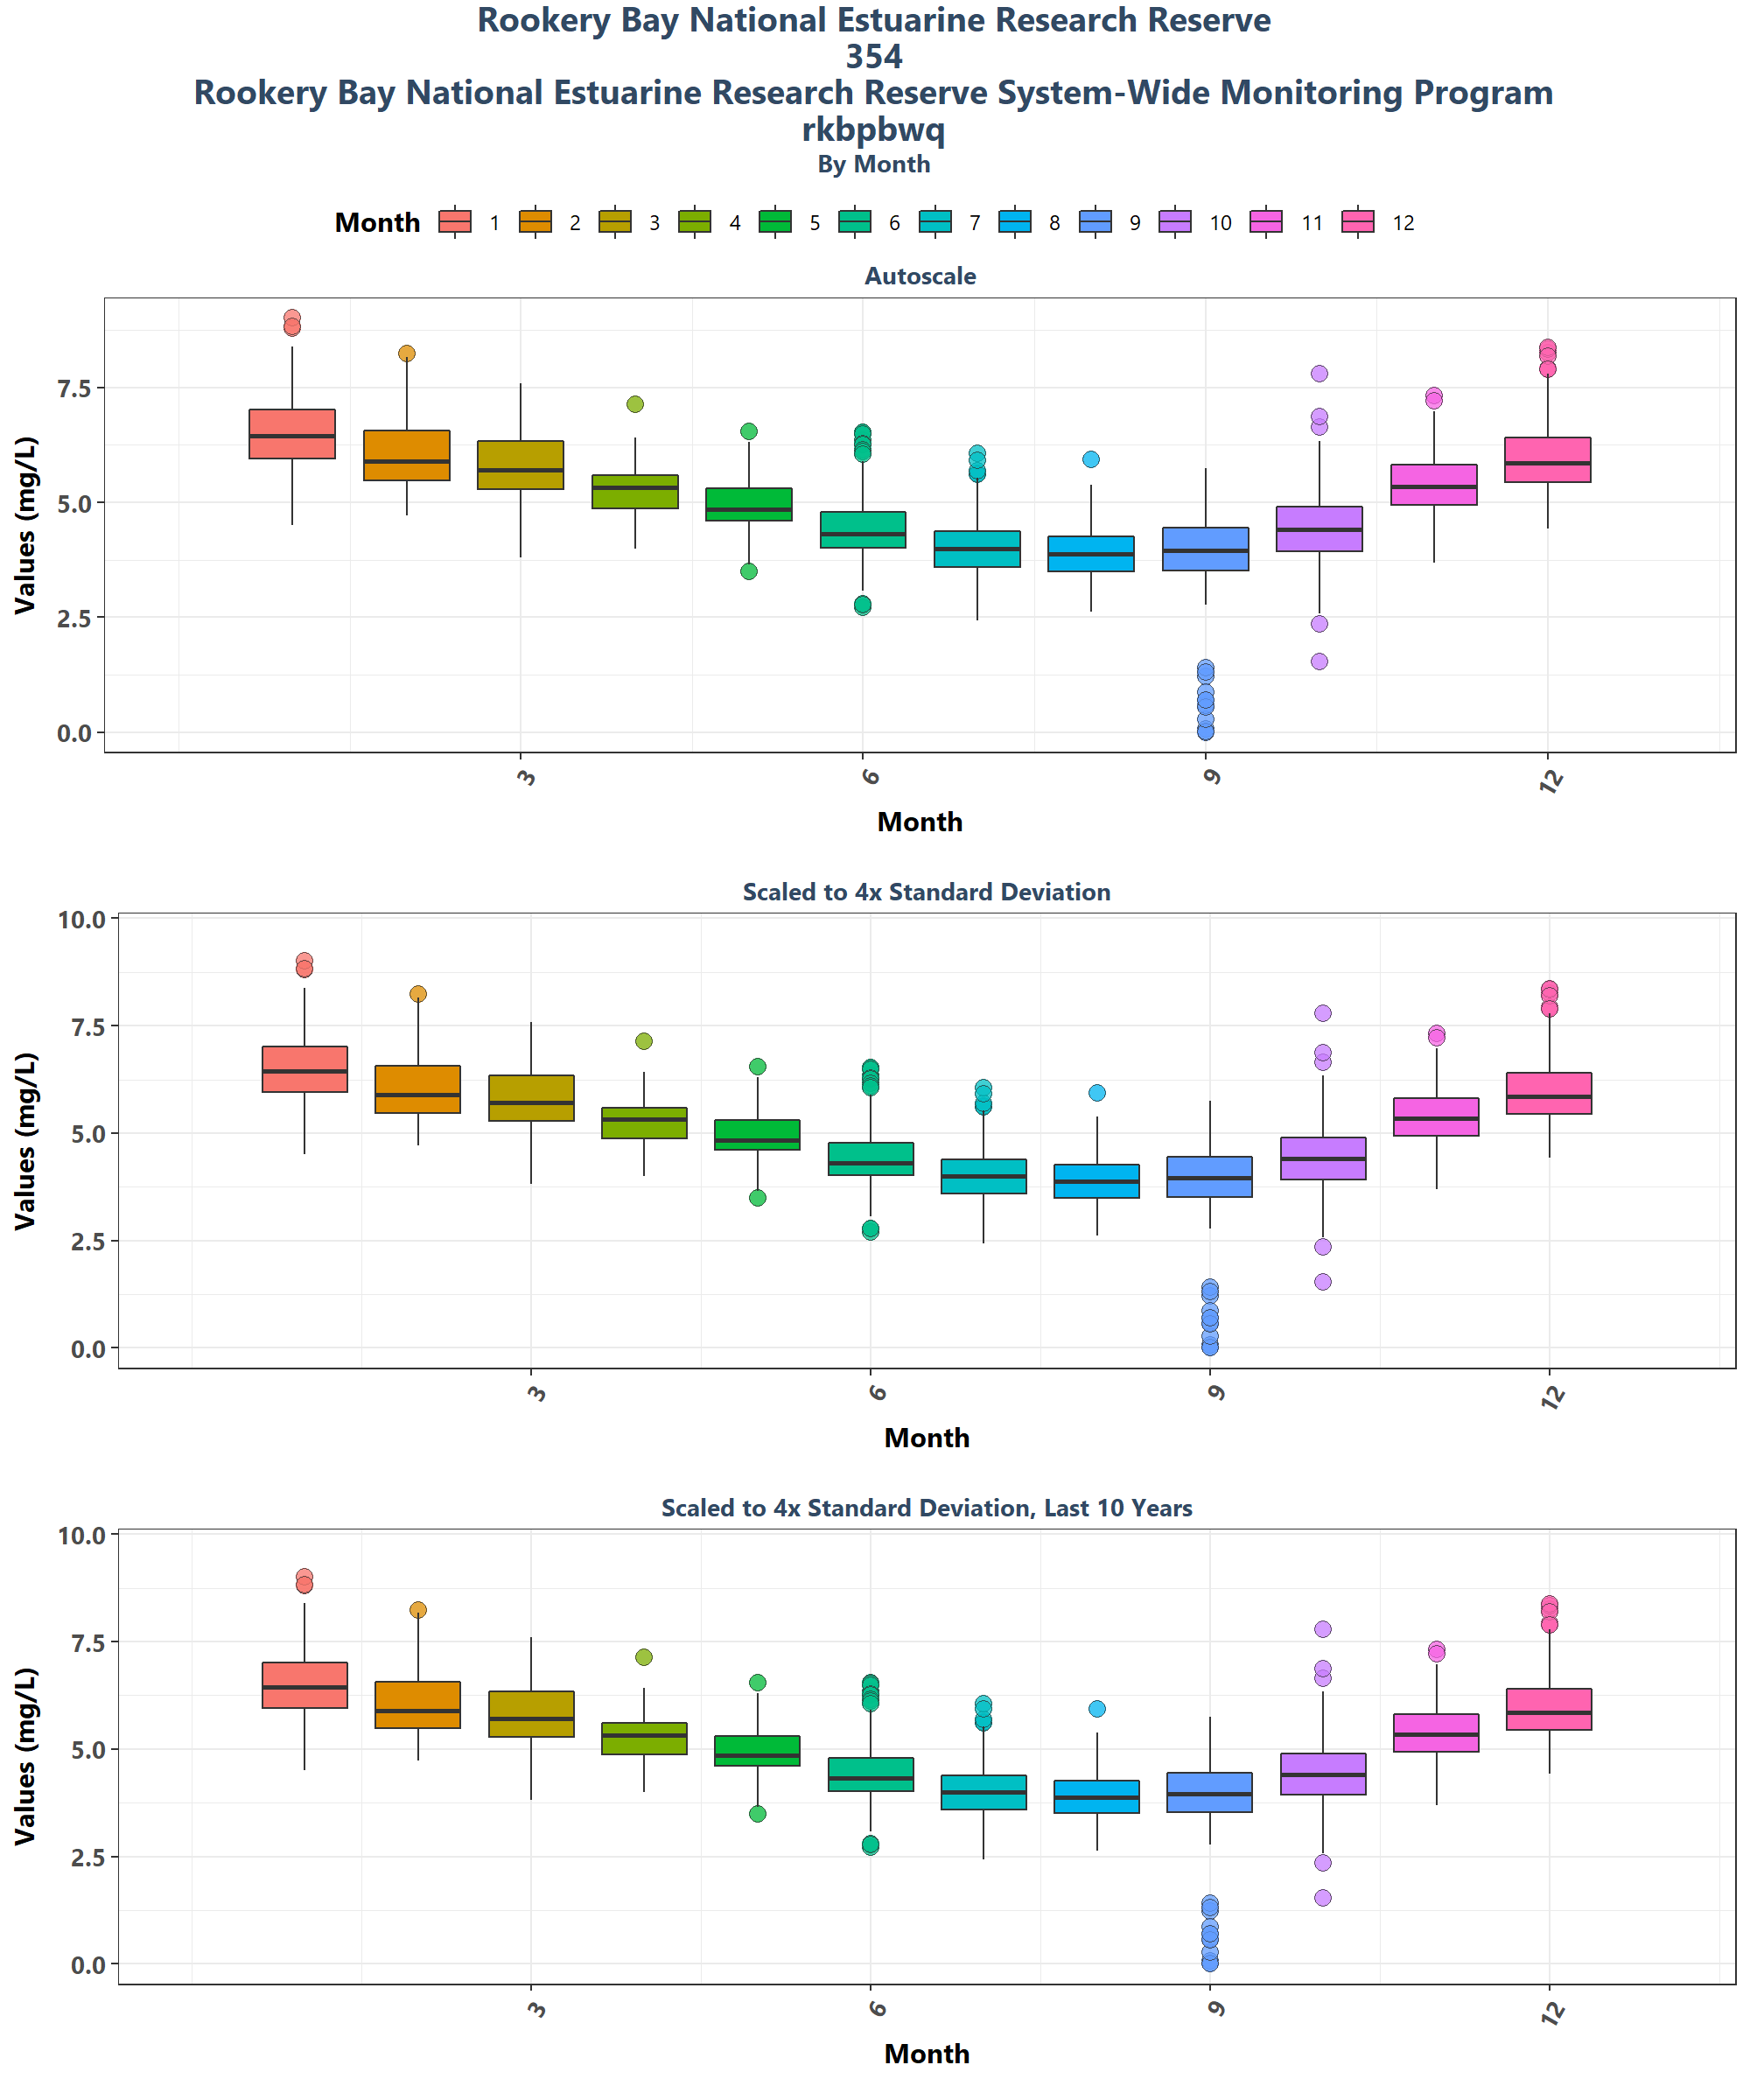 Rookery Bay National Estuarine Research Reserve
354
Rookery Bay National Estuarine Research Reserve System-Wide Monitoring Program
rkbpbwq
By Month
Month 1 2 3 4 5 6 7 8 9 10 11 12
Autoscale
Values (mg/L)
7.5
5.0
2.5
0.0
3 6 9 12
Month
Scaled to 4x Standard Deviation
Values (mg/L)
10.0
7.5
5.0
2.5
0.0
3 6 9 12
Month
Scaled to 4x Standard Deviation, Last 10 Years
Values (mg/L)
10.0
7.5
5.0
2.5
0.0
3 6 9 12
Month